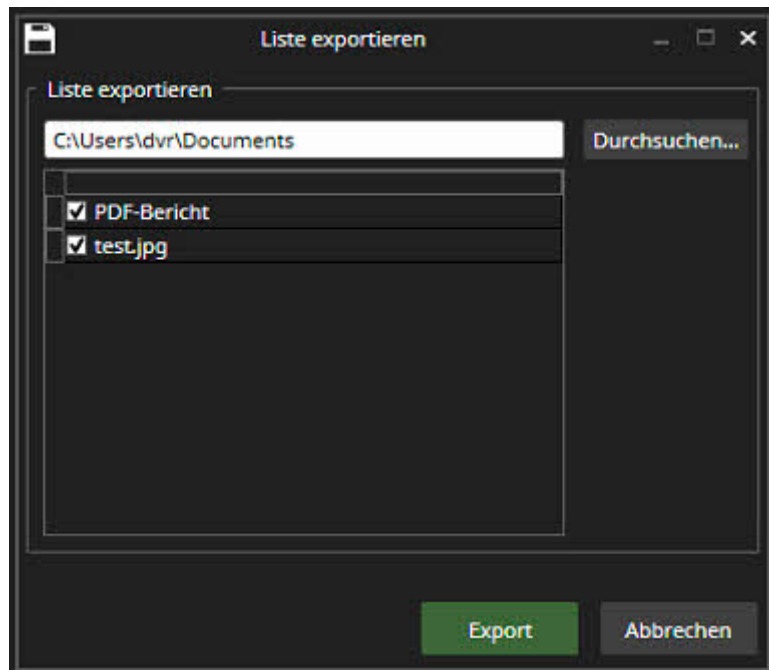 Liste exportieren
Liste exportieren
C:\Users\dvr\Documents
Durchsuchen...
PDF-Bericht
test.jpg
Export
Abbrechen